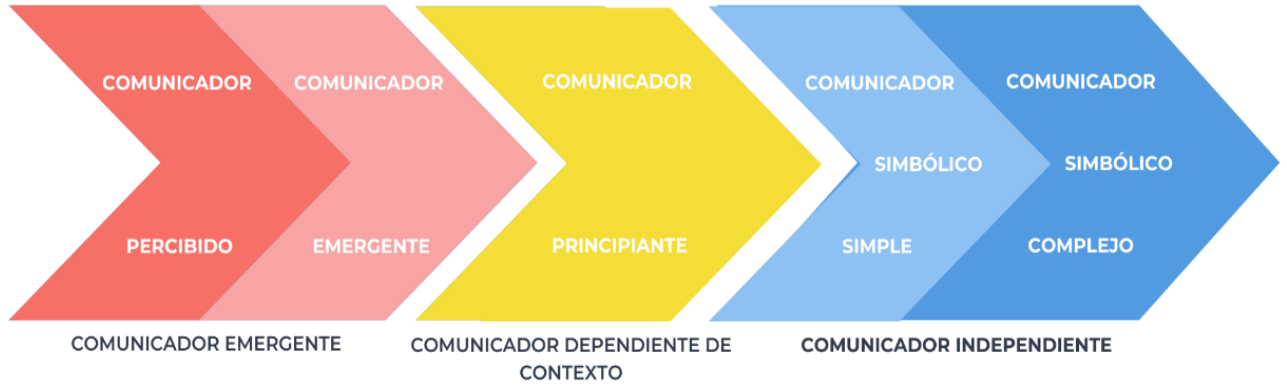 COMUNICADOR
PERCIBIDO
COMUNICADOR
EMERGENTE
COMUNICADOR
PRINCIPIANTE
COMUNICADOR
SIMBÓLICO
SIMPLE
COMUNICADOR
SIMBÓLICO
COMPLEJO
COMUNICADOR EMERGENTE
COMUNICADOR DEPENDIENTE DE
CONTEXTO
COMUNICADOR INDEPENDIENTE